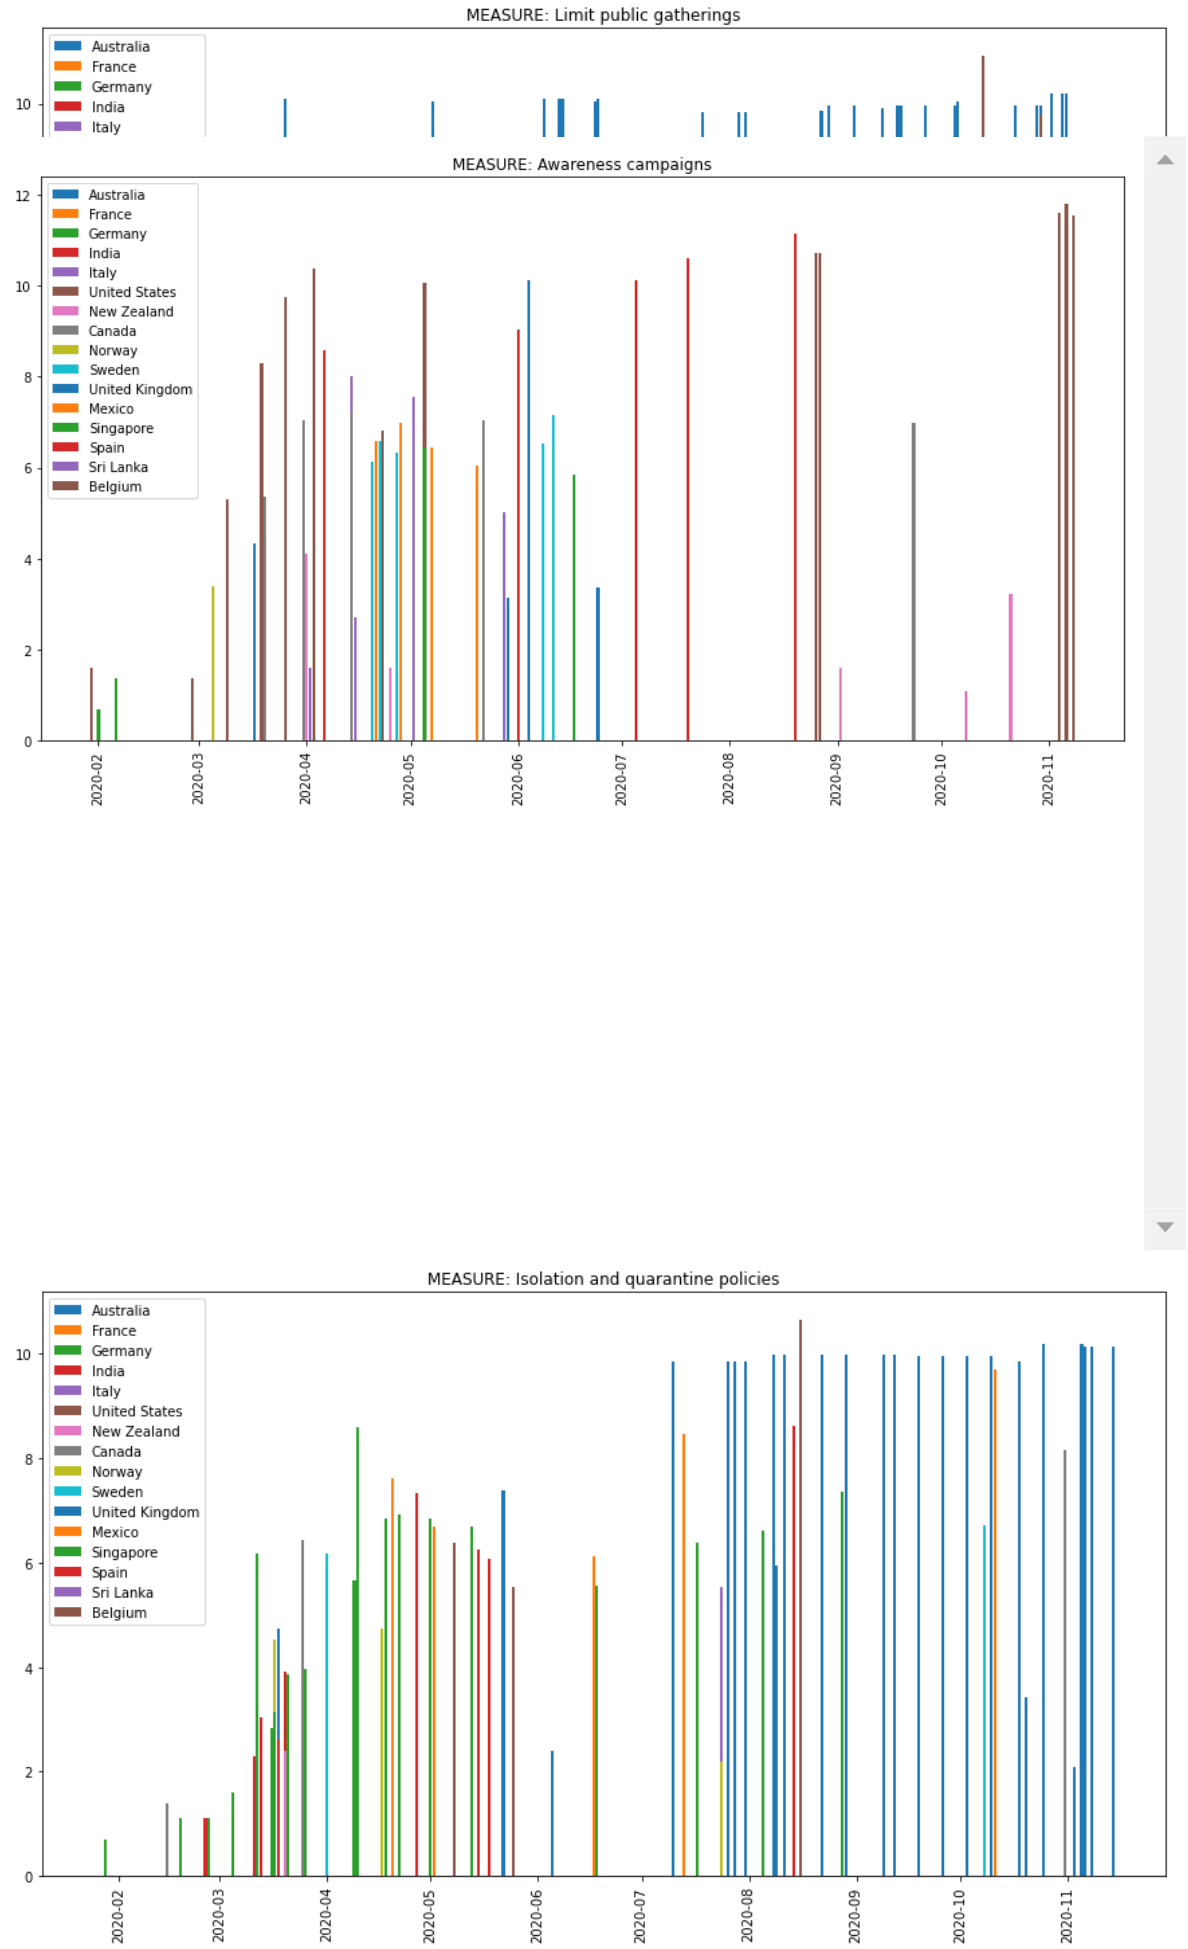 MEASURE: Limit public gatherings
Australia
France
Germany
India
Italy
10
MEASURE: Awareness campaigns
12
10
8
6
4
2
0
Australia
France
Germany
India
Italy
United States
New Zealand
Canada
Norway
Sweden
United Kingdom
Mexico
Singapore
Spain
Sri Lanka
Belgium
2020-02
2020-03
2020-04
2020-05
2020-06
2020-07
2020-08
2020-09
2020-10
2020-11
MEASURE: Isolation and quarantine policies
10
8
6
4
2
0
Australia
France
Germany
India
Italy
United States
New Zealand
Canada
Norway
Sweden
United Kingdom
Mexico
Singapore
Spain
Sri Lanka
Belgium
2020-02
2020-03
2020-04
2020-05
2020-06
2020-07
2020-08
2020-09
2020-10
2020-11